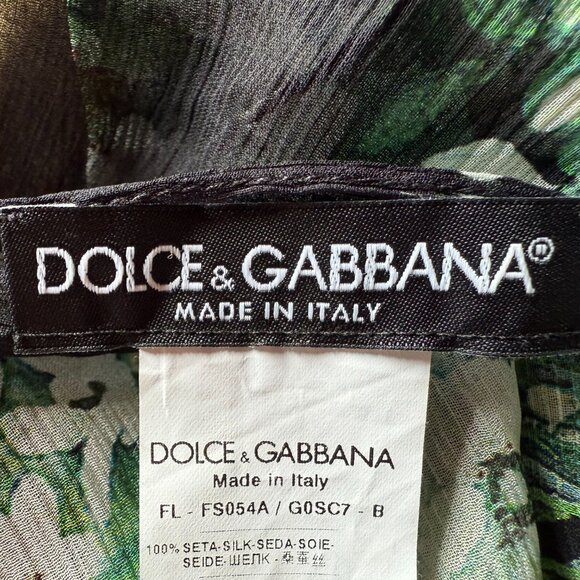 DOLCE & GABBANA®
MADE IN ITALY
DOLCE & GABBANA
Made in Italy
FL - FS054A / G0SC7 - B
100% SETA-SILK-SEDA-SOIE-
SEIDE-ШЕЛК- 桑蚕丝